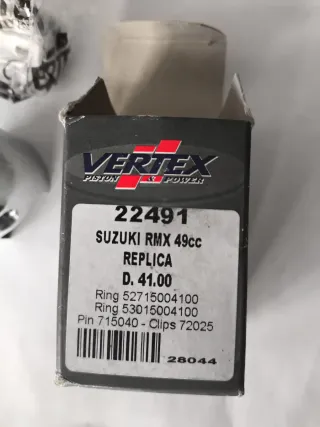 VERTEX
PISTON & POWER
22491
SUZUKI RMX 49cc
REPLICA
D. 41.00
Ring 52715004100
Ring 53015004100
Pin 715040 - Clips 72025
28044